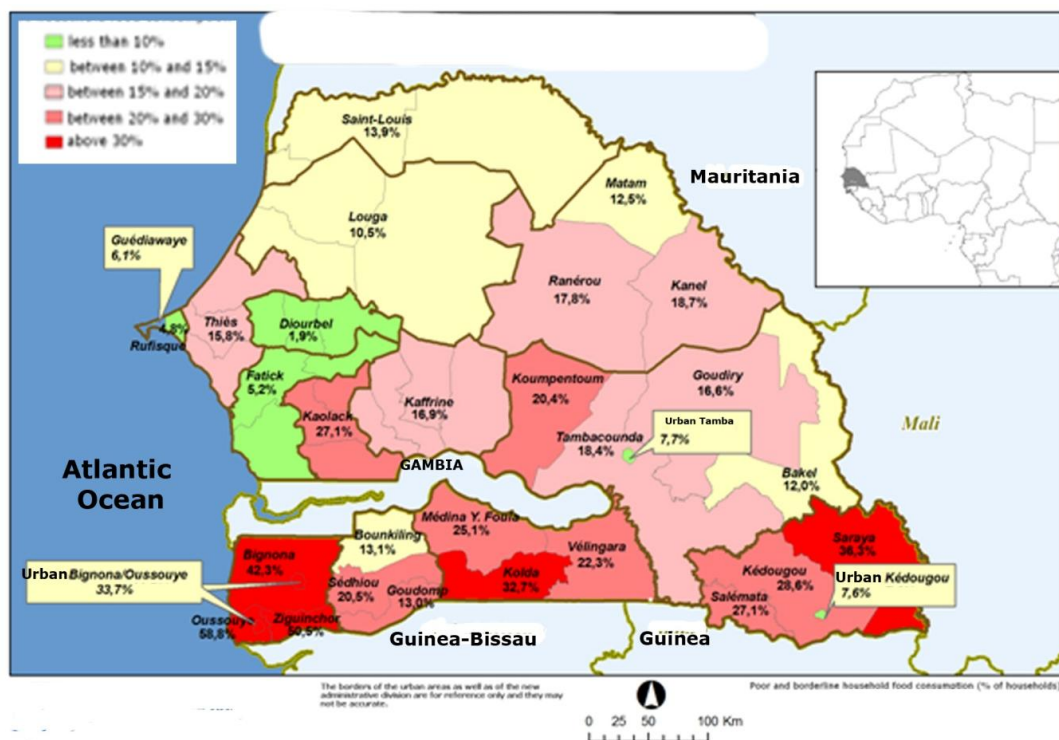 less than 10%
between 10% and 15%
between 15% and 20%
between 20% and 30%
above 30%
Saint-Louis
13,9%
Mauritania
Matam
12,5%
Louga
10,5%
Guédiawaye
6,1%
Ranérou
17,8%
Kanel
18,7%
4,8%
Rufisque
Thiès
15,8%
Diourbel
1,9%
Fatick
5,2%
Kaolack
27,1%
Kaffrine
16,9%
Koumpentoum
20,4%
Goudiry
16,6%
Tambacounda
18,4%
Urban Tamba
7,7%
Mali
Bakel
12,0%
GAMBIA
Atlantic
Ocean
Médina Y. Foula
25,1%
Bounkiling
13,1%
Vélingara
22,3%
Saraya
36,3%
Bignona
42,3%
Urban Bignona/Oussouye
33,7%
Sédhiou
20,5%
Goudomp
13,0%
Kolda
32,7%
Kédougou
28,6%
Salémata
27,1%
Urban Kédougou
7,6%
Oussouye
58,8%
Ziguinchor
50,5%
Guinea-Bissau
Guinea
The borders of the urban areas as well as of the new
administrative division are for reference only and they may
not be accurate.
Poor and borderline household food consumption (% of households)
0 25 50 100 Km